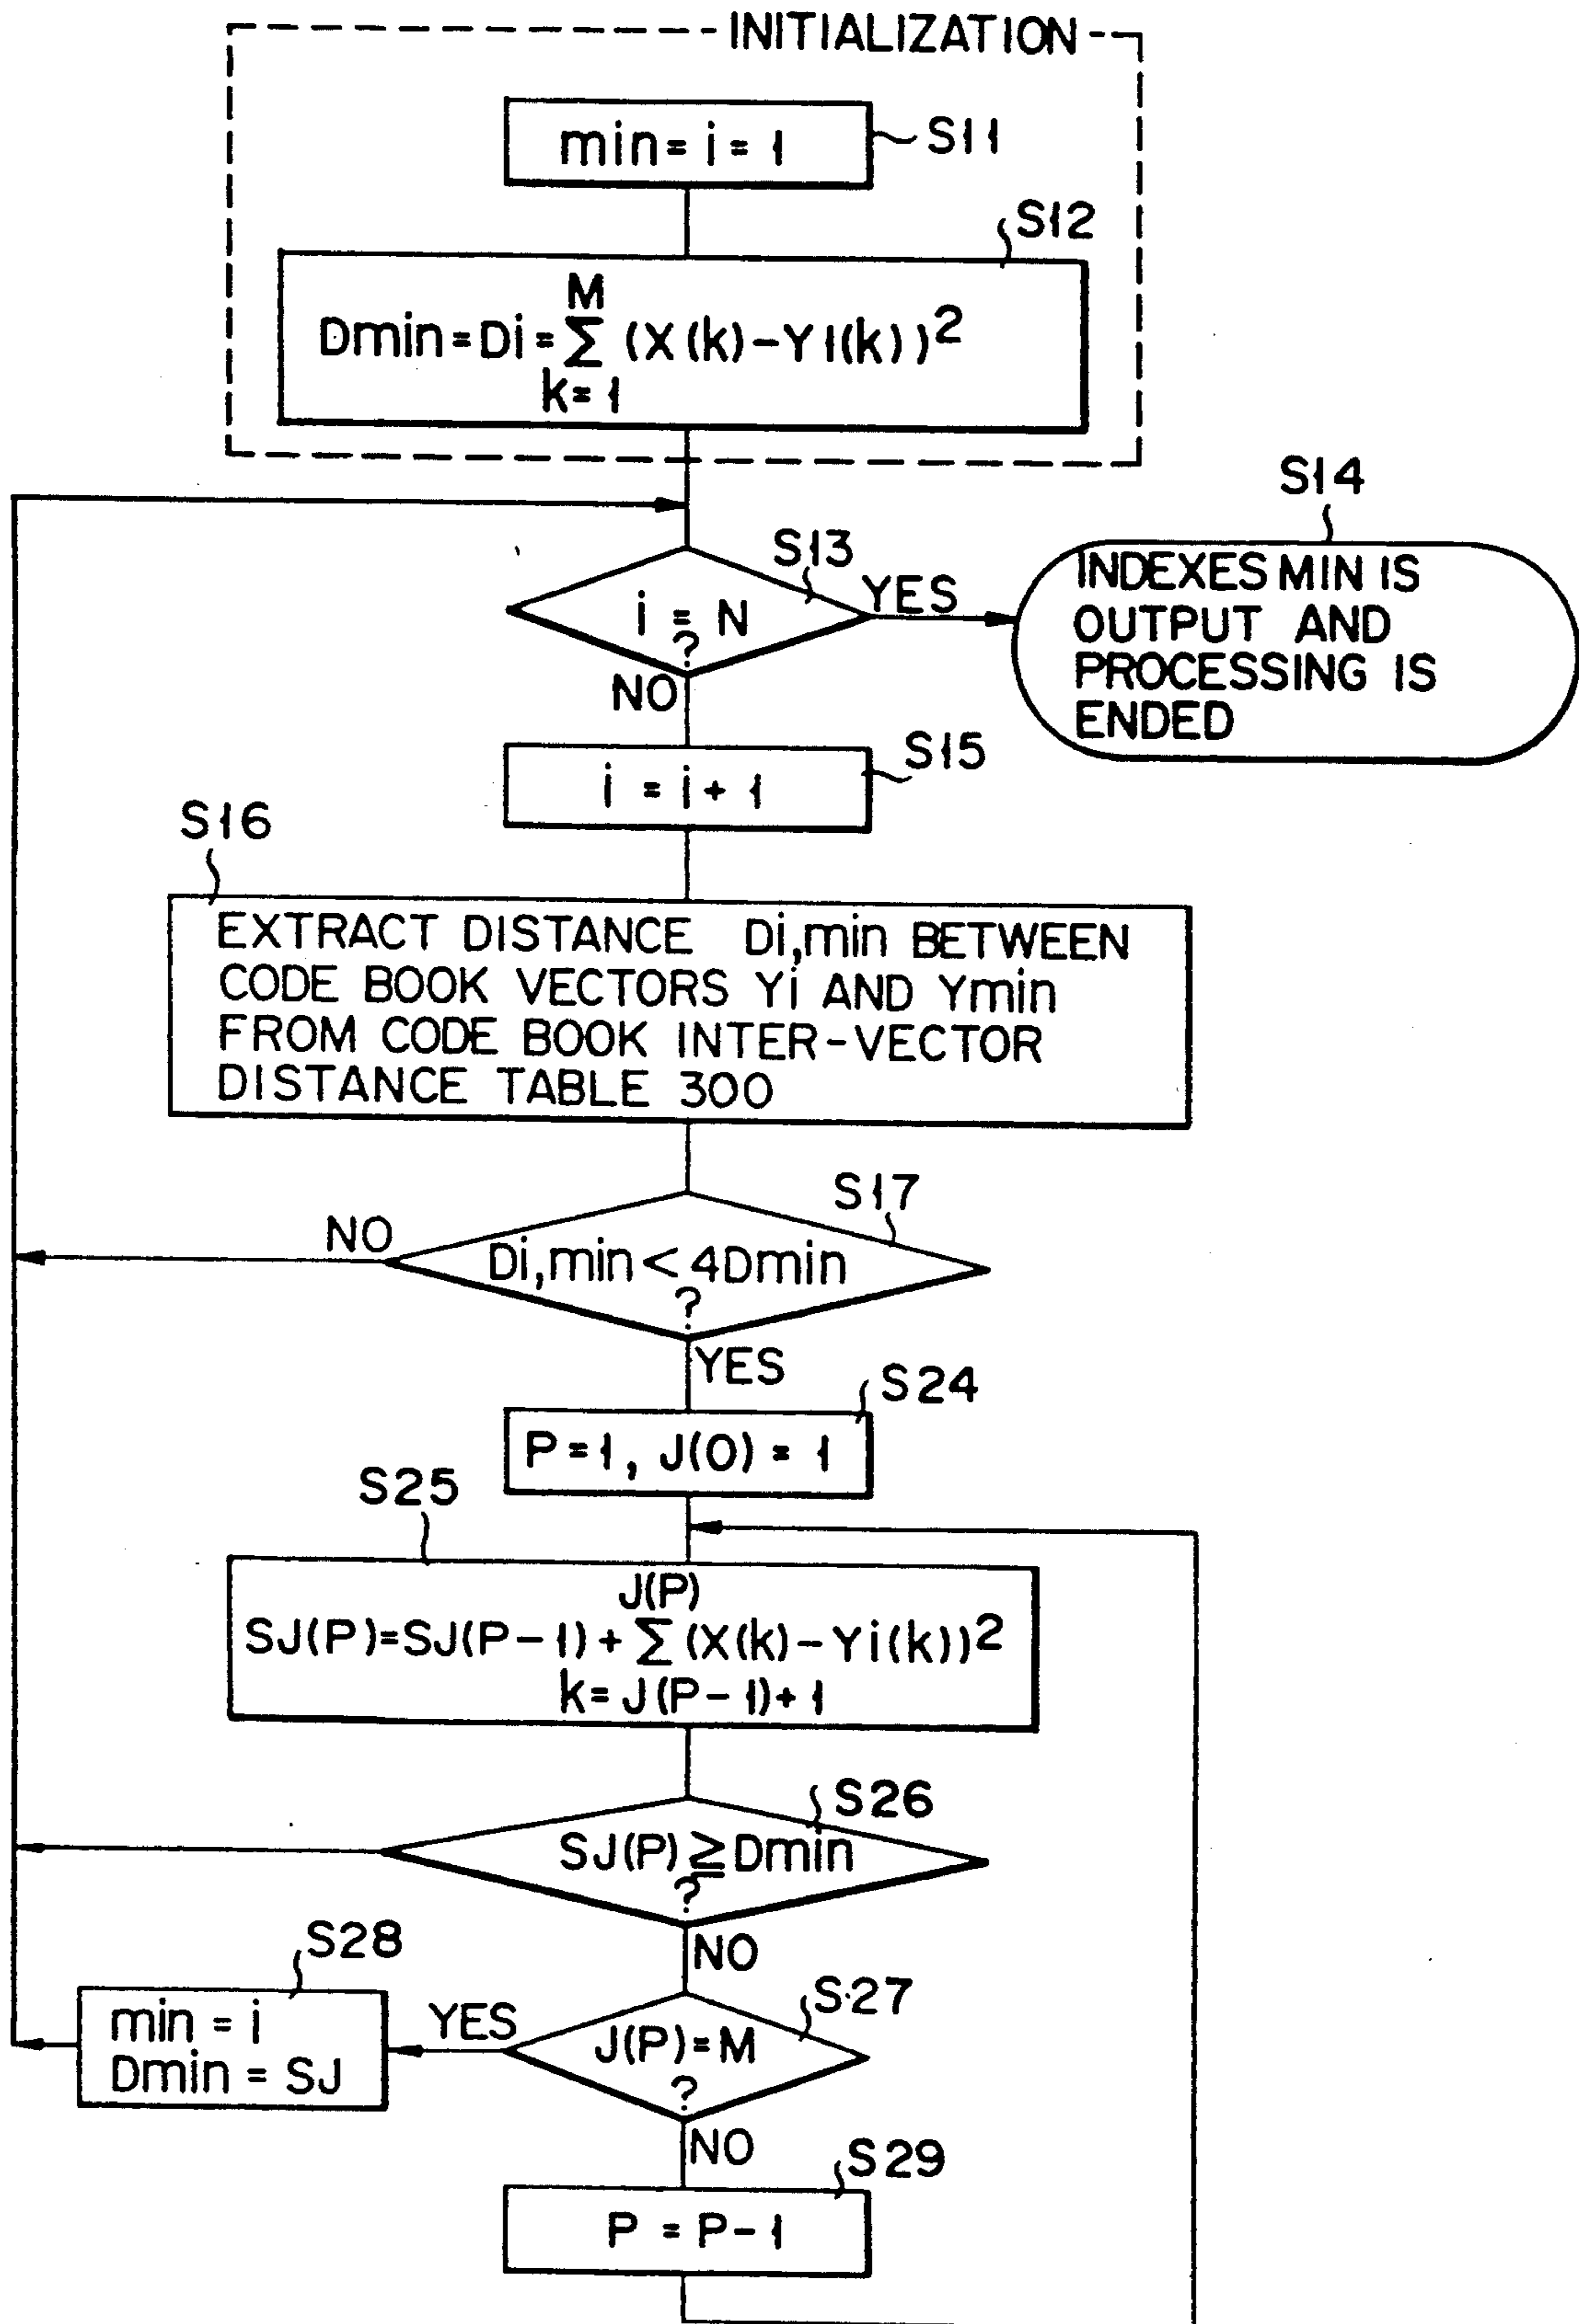 INITIALIZATION
min = i = 1
S11
S12
M
Dmin = Di = Σ (X(k) - Y1(k))2
k = 1
S13
i = N
?
YES
NO
S14
INDEXES MIN IS
OUTPUT AND
PROCESSING IS
ENDED
S15
i = i + 1
S16
EXTRACT DISTANCE Di,min BETWEEN
CODE BOOK VECTORS Yi AND Ymin
FROM CODE BOOK INTER-VECTOR
DISTANCE TABLE 300
S17
NO
Di,min < 4Dmin
?
YES
S24
P = 1, J(0) = 1
S25
J(P)
SJ(P) = SJ(P-1) + Σ (X(k) - Yi(k))2
k = J(P-1) + 1
S26
SJ(P) ≧ Dmin
?
NO
S28
min = i
Dmin = SJ
YES
S27
J(P) = M
?
NO
S29
P = P - 1